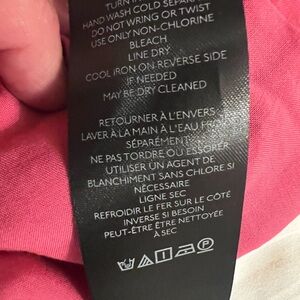 TURN
HAND WASH COLD SEPARA
DO NOT WRING OR TWIST
USE ONLY NON-CHLORINE
BLEACH
LINE DRY
COOL IRON ON REVERSE SIDE
IF NEEDED
MAY BE DRY CLEANED
RETOURNER À L'ENVERS
LAVER À LA MAIN À L'EAU FR
SÉPARÉMENT
NE PAS TORDRE OU ESSORER
UTILISER UN AGENT DE
BLANCHIMENT SANS CHLORE SI
NÉCESSAIRE
LIGNE SEC
REFROIDIR LE FER SUR LE CÔTÉ
INVERSE SI BESOIN
PEUT-ÊTRE ÊTRE NETTOYÉE
À SEC
P